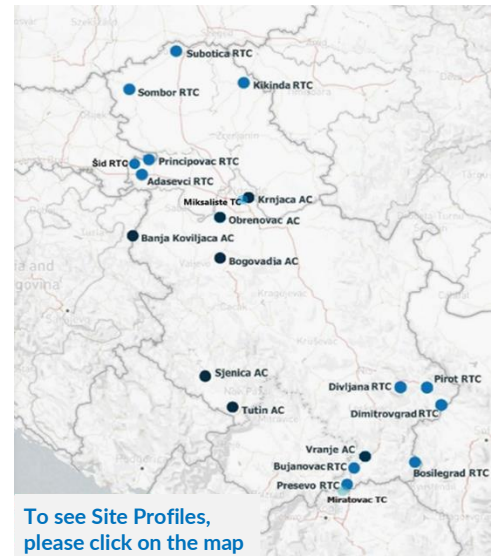 Subotica RTC
Kikinda RTC
Sombor RTC
Šid RTC
Principovac RTC
Adasevci RTC
Miksaliste TC
Krnjaca AC
Obrenovac AC
Banja Koviljaca AC
Bogovadja AC
Sjenica AC
Divljana RTC
Pirot RTC
Tutin AC
Dimitrovgrad RTC
Vranje AC
Bujanovac RTC
Bosilegrad RTC
Presevo RTC
Miratovac TC
To see Site Profiles,
please click on the map